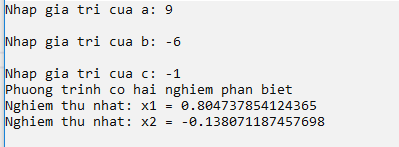 Nhap gia tri cua a: 9
Nhap gia tri cua b: -6
Nhap gia tri cua c: -1
Phuong trinh co hai nghiem phan biet
Nghiem thu nhat: x1 = 0.804737854124365
Nghiem thu nhat: x2 = -0.138071187457698